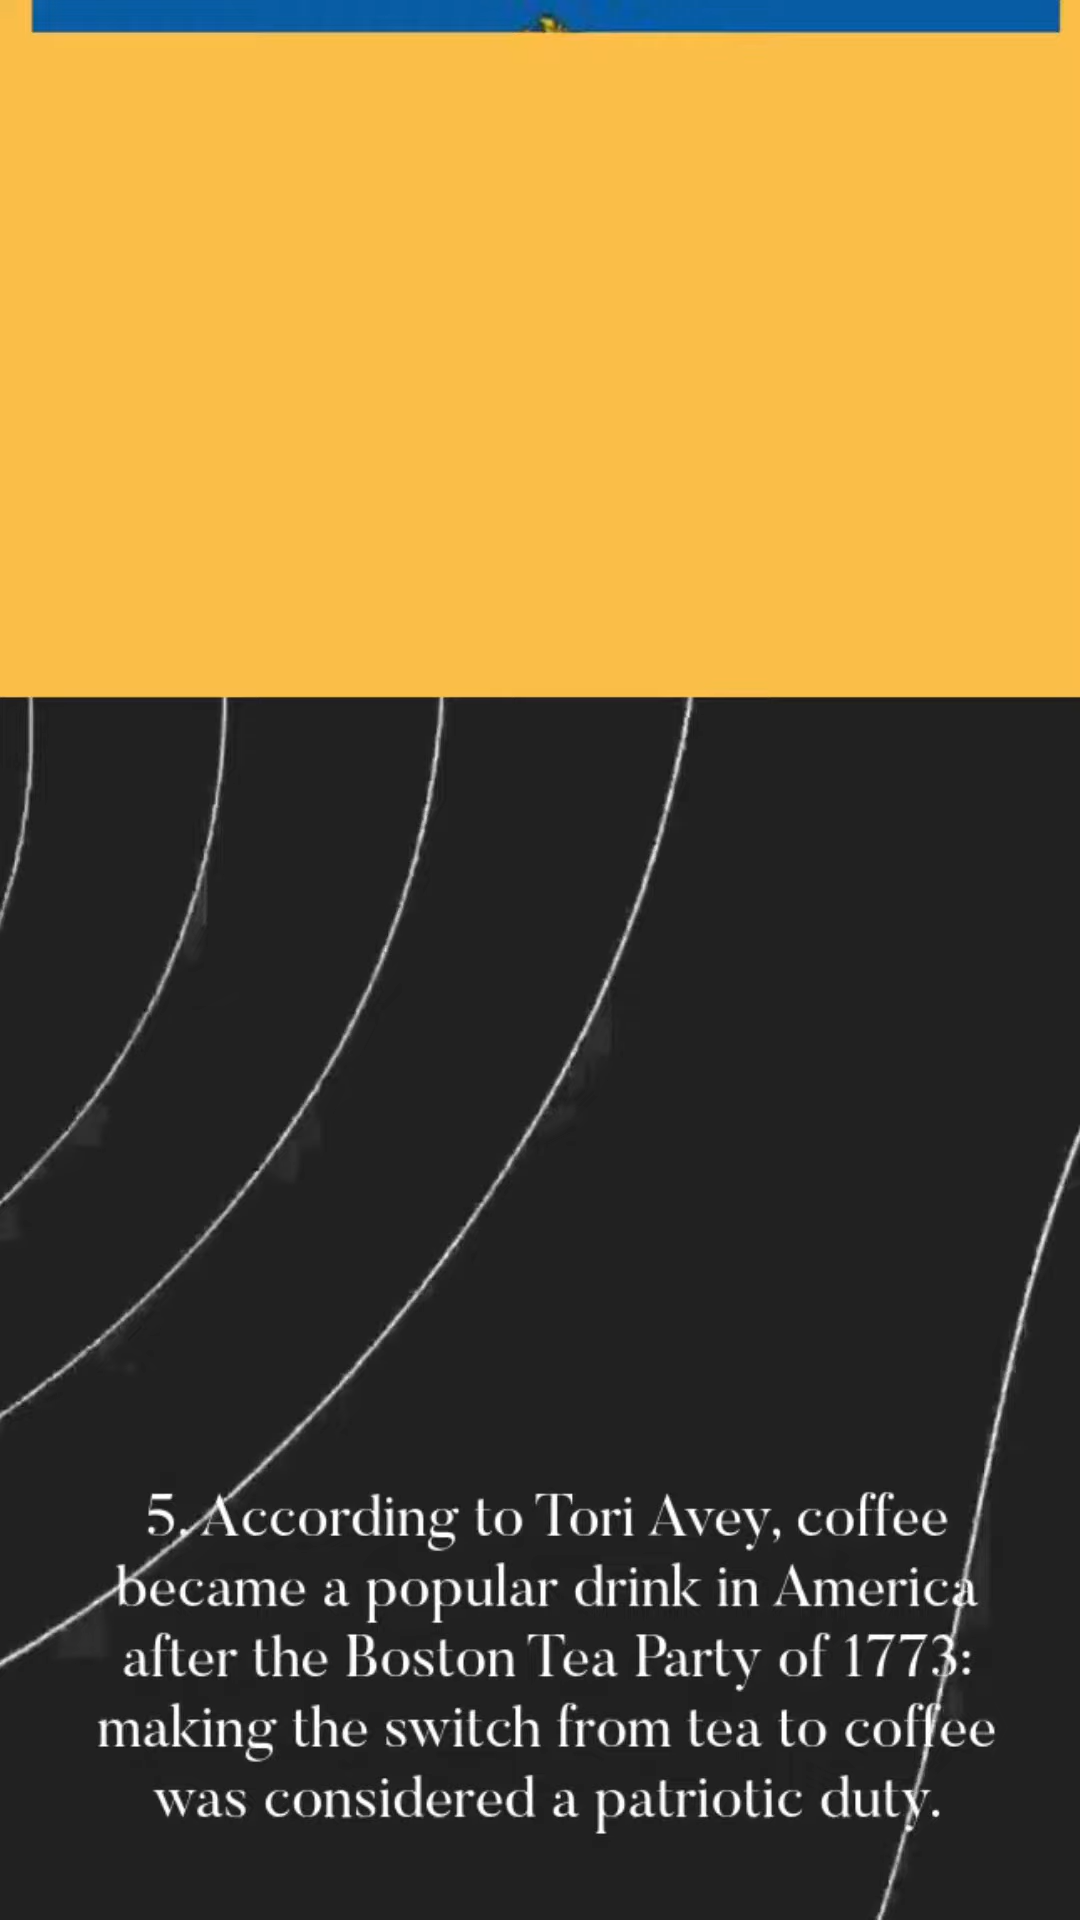 5. According to Tori Avey, coffee
became a popular drink in America
after the Boston Tea Party of 1773:
making the switch from tea to coffee
was considered a patriotic duty.